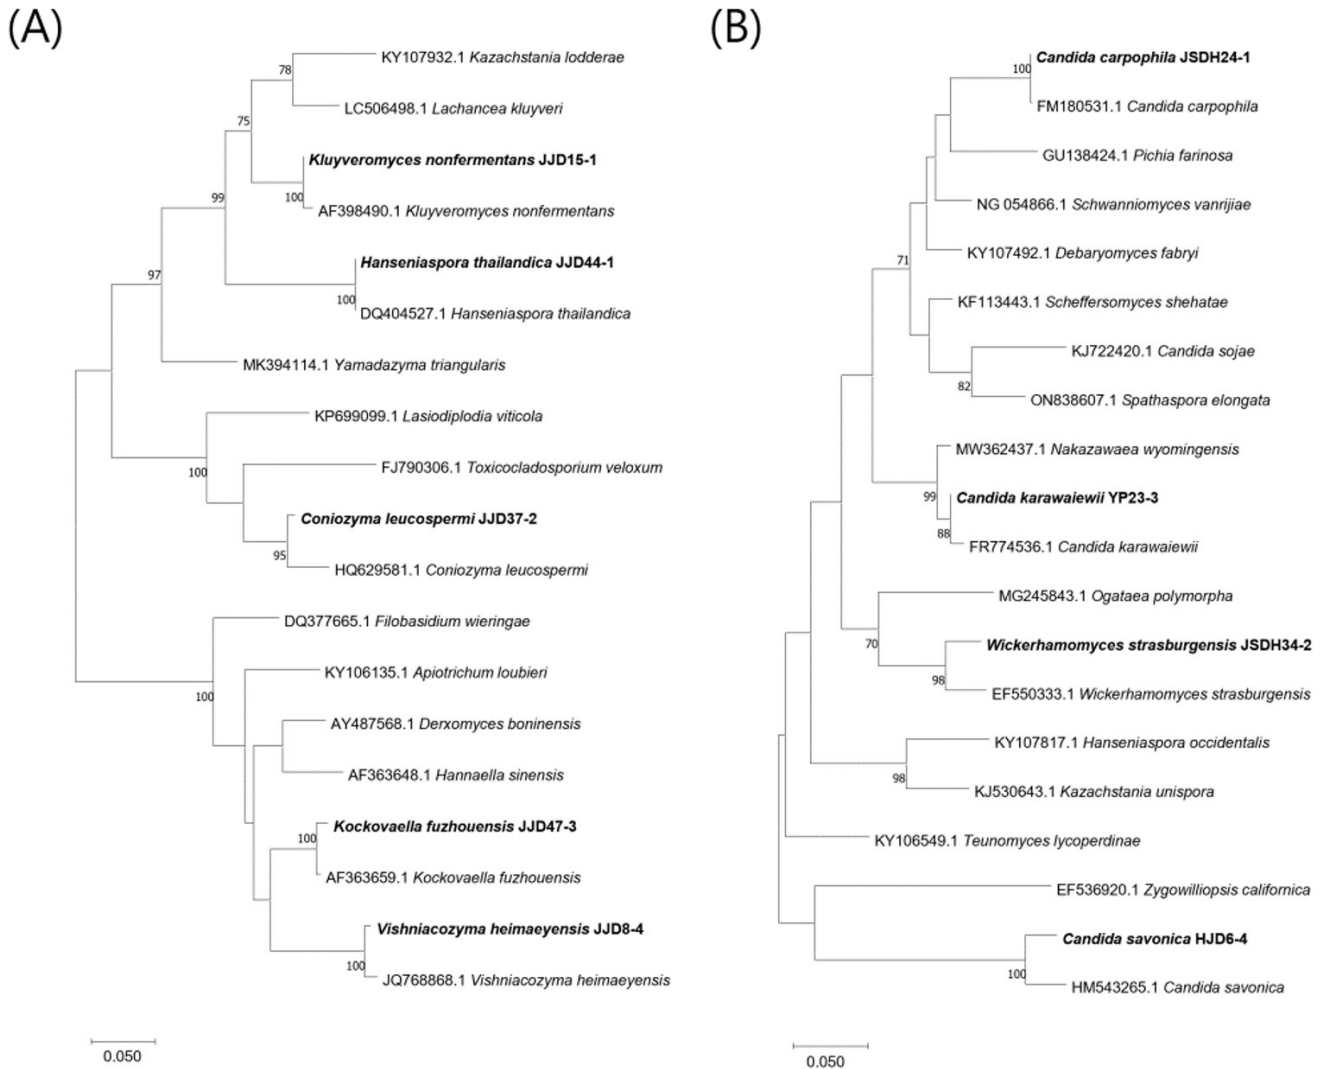 (A)
KY107932.1 Kazachstania lodderae
78
LC506498.1 Lachancea kluyveri
75
Kluyveromyces nonfermentans JJD15-1
100
99
AF398490.1 Kluyveromyces nonfermentans
Hanseniaspora thailandica JJD44-1
97
100
DQ404527.1 Hanseniaspora thailandica
MK394114.1 Yamadazyma triangularis
KP699099.1 Lasiodiplodia viticola
100
FJ790306.1 Toxicocladosporium veloxum
Coniozyma leucospermi JJD37-2
95
HQ629581.1 Coniozyma leucospermi
DQ377665.1 Filobasidium wieringae
KY106135.1 Apiotrichum loubieri
100
AY487568.1 Derxomyces boninensis
AF363648.1 Hannaella sinensis
Kockovaella fuzhouensis JJD47-3
100
AF363659.1 Kockovaella fuzhouensis
Vishniacozyma heimaeyensis JJD8-4
100
JQ768868.1 Vishniacozyma heimaeyensis
0.050
(B)
Candida carpophila JSDH24-1
100
FM180531.1 Candida carpophila
GU138424.1 Pichia farinosa
NG 054866.1 Schwanniomyces vanrijiae
KY107492.1 Debaryomyces fabryi
71
KF113443.1 Scheffersomyces shehatae
KJ722420.1 Candida sojae
82
ON838607.1 Spathaspora elongata
MW362437.1 Nakazawaea wyomingensis
99
Candida karawaiewii YP23-3
88
FR774536.1 Candida karawaiewii
MG245843.1 Ogataea polymorpha
70
Wickerhamomyces strasburgensis JSDH34-2
98
EF550333.1 Wickerhamomyces strasburgensis
KY107817.1 Hanseniaspora occidentalis
98
KJ530643.1 Kazachstania unispora
KY106549.1 Teunomyces lycoperdinae
EF536920.1 Zygowilliopsis californica
Candida savonica HJD6-4
100
HM543265.1 Candida savonica
0.050